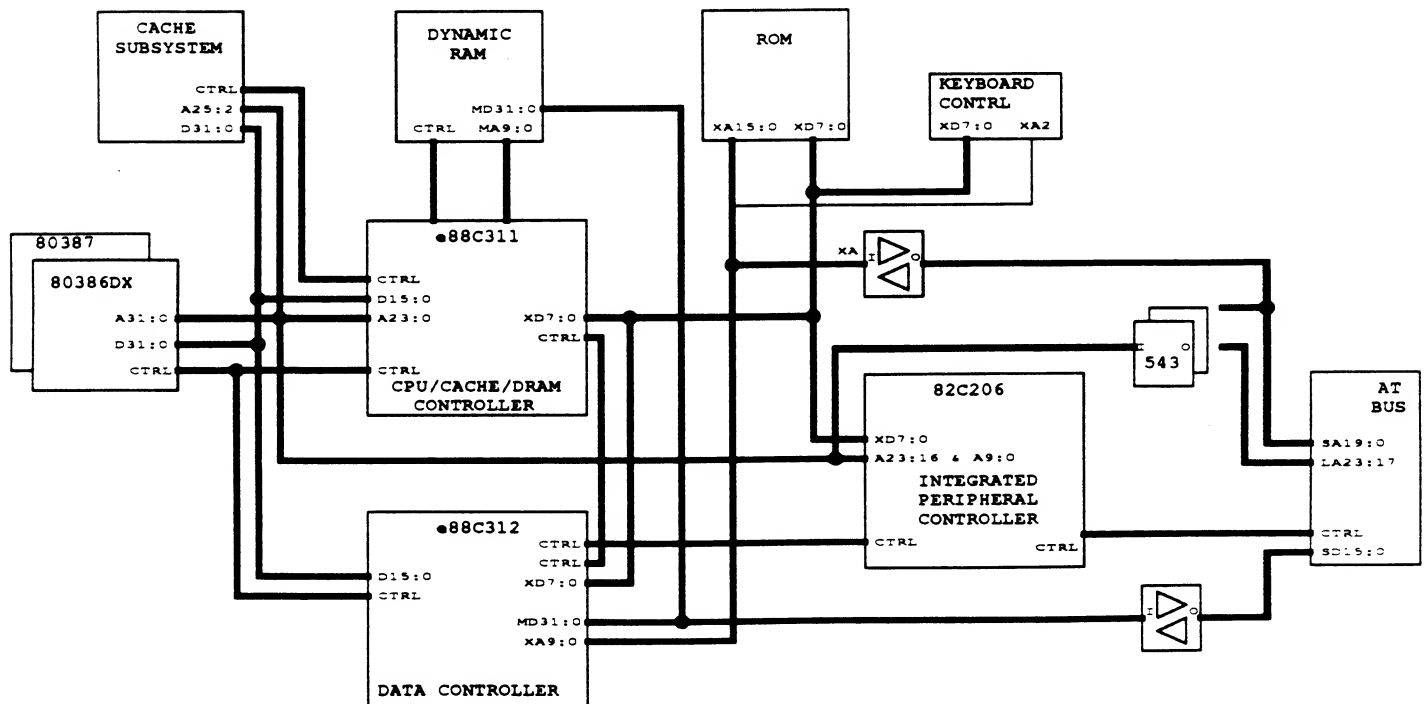 CACHE
SUBSYSTEM
CTRL
A25:2
D31:0
DYNAMIC
RAM
MD31:0
CTRL MA9:0
ROM
XA15:0 XD7:0
KEYBOARD
CONTRL
XD7:0 XA2
80387
80386DX
A31:0
D31:0
CTRL
e88C311
CTRL
D15:0
A23:0
XD7:0
CTRL
CTRL
CPU/CACHE/DRAM
CONTROLLER
XA
I O
I O
543
82C206
XD7:0
A23:16 & A9:0
INTEGRATED
PERIPHERAL
CONTROLLER
CTRL
CTRL
AT
BUS
SA19:0
LA23:17
CTRL
SD15:0
e88C312
CTRL
CTRL
D15:0
XD7:0
CTRL
MD31:0
XA9:0
DATA CONTROLLER
I O